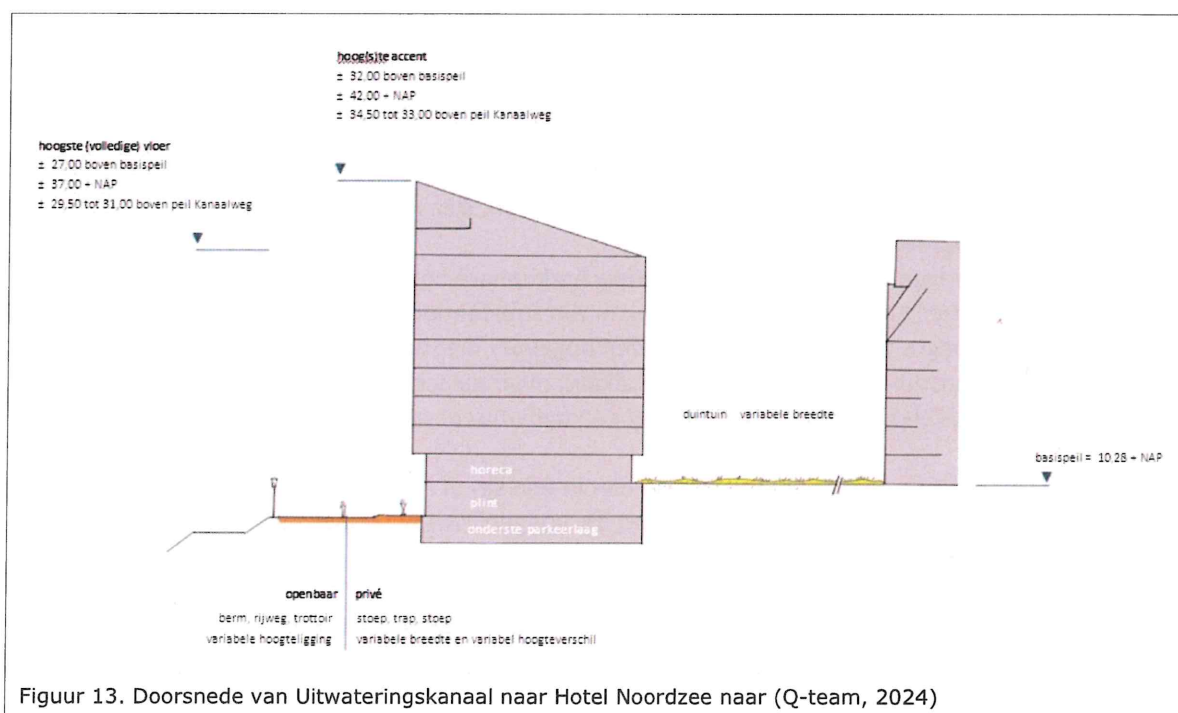 hoog(s)te accent
± 32,00 boven basispeil
± 42,00 + NAP
± 34,50 tot 33,00 boven peil Kanaalweg
hoogste (volledige) vloer
± 27,00 boven basispeil
± 37,00 + NAP
± 29,50 tot 31,00 boven peil Kanaalweg
duintuin variabele breedte
horeca
basispeil = 10.28 + NAP
plint
onderste parkeerlaag
openbaar privé
berm, rijweg, trottoir stoep, trap, stoep
variabele hoogteligging variabele breedte en variabel hoogteverschil
Figuur 13. Doorsnede van Uitwateringskanaal naar Hotel Noordzee naar (Q-team, 2024)